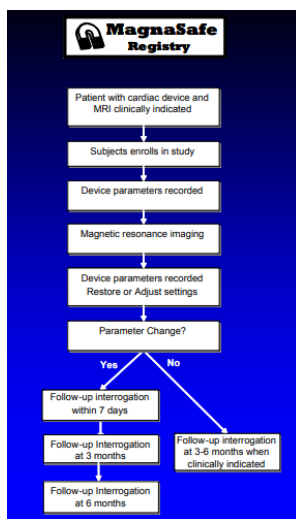 MagnaSafe
Registry
Patient with cardiac device and
MRI clinically indicated
Subjects enrolls in study
Device parameters recorded
Magnetic resonance imaging
Device parameters recorded
Restore or Adjust settings
Parameter Change?
Yes
No
Follow-up interrogation
within 7 days
Follow-up Interrogation
at 3 months
Follow-up Interrogation
at 6 months
Follow-up interrogation
at 3-6 months when
clinically indicated